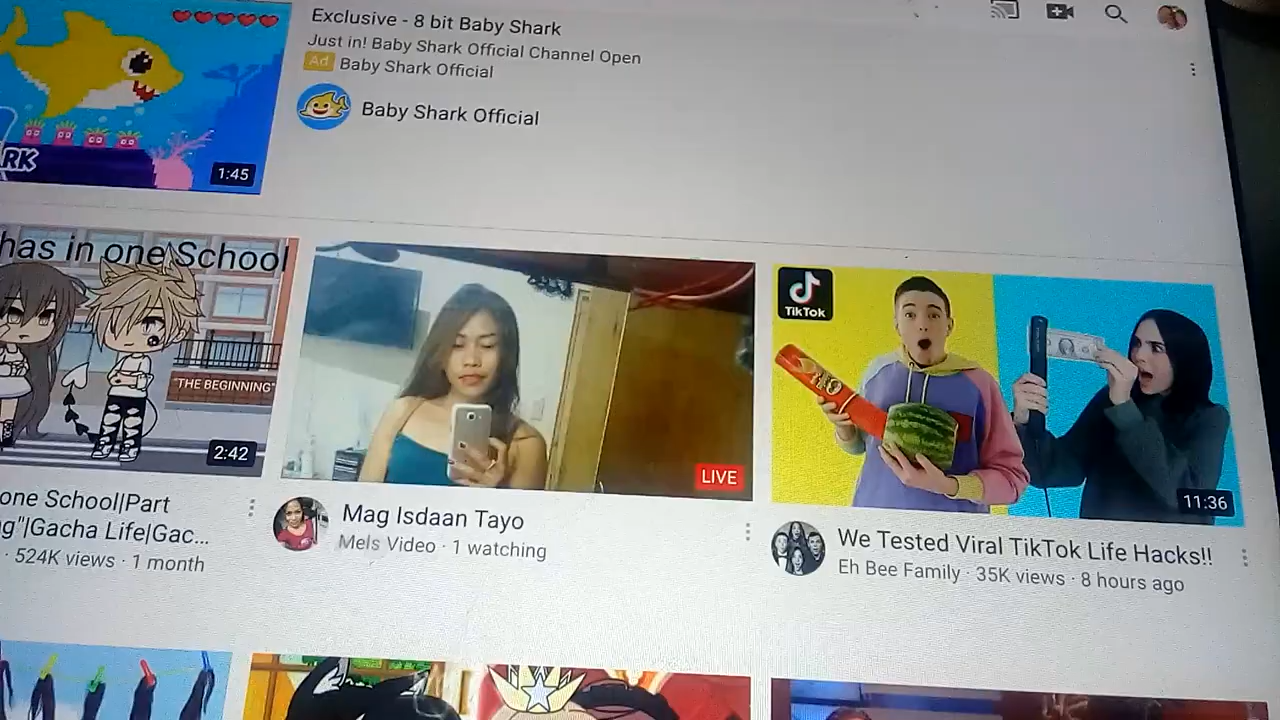 Exclusive - 8 bit Baby Shark
Just in! Baby Shark Official Channel Open
Ad Baby Shark Official
Baby Shark Official
RK
1:45
has in one School
"THE BEGINNING"
2:42
one School|Part
g"|Gacha Life|Gac...
· 524K views · 1 month
LIVE
Mag Isdaan Tayo
Mels Video · 1 watching
TikTok
11:36
We Tested Viral TikTok Life Hacks!!
Eh Bee Family · 35K views · 8 hours ago